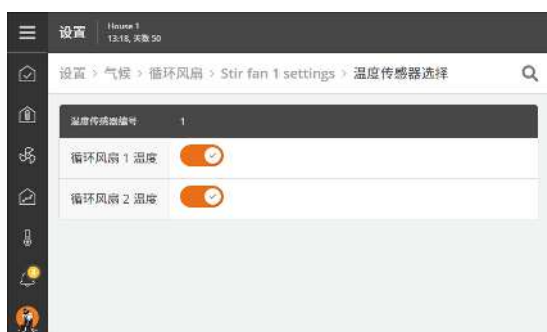 设置
House 1
13:18, 天数 50
设置 > 气候 > 循环风扇 > Stir fan 1 settings > 温度传感器选择
温度传感器编号 1
循环风扇 1 温度
循环风扇 2 温度